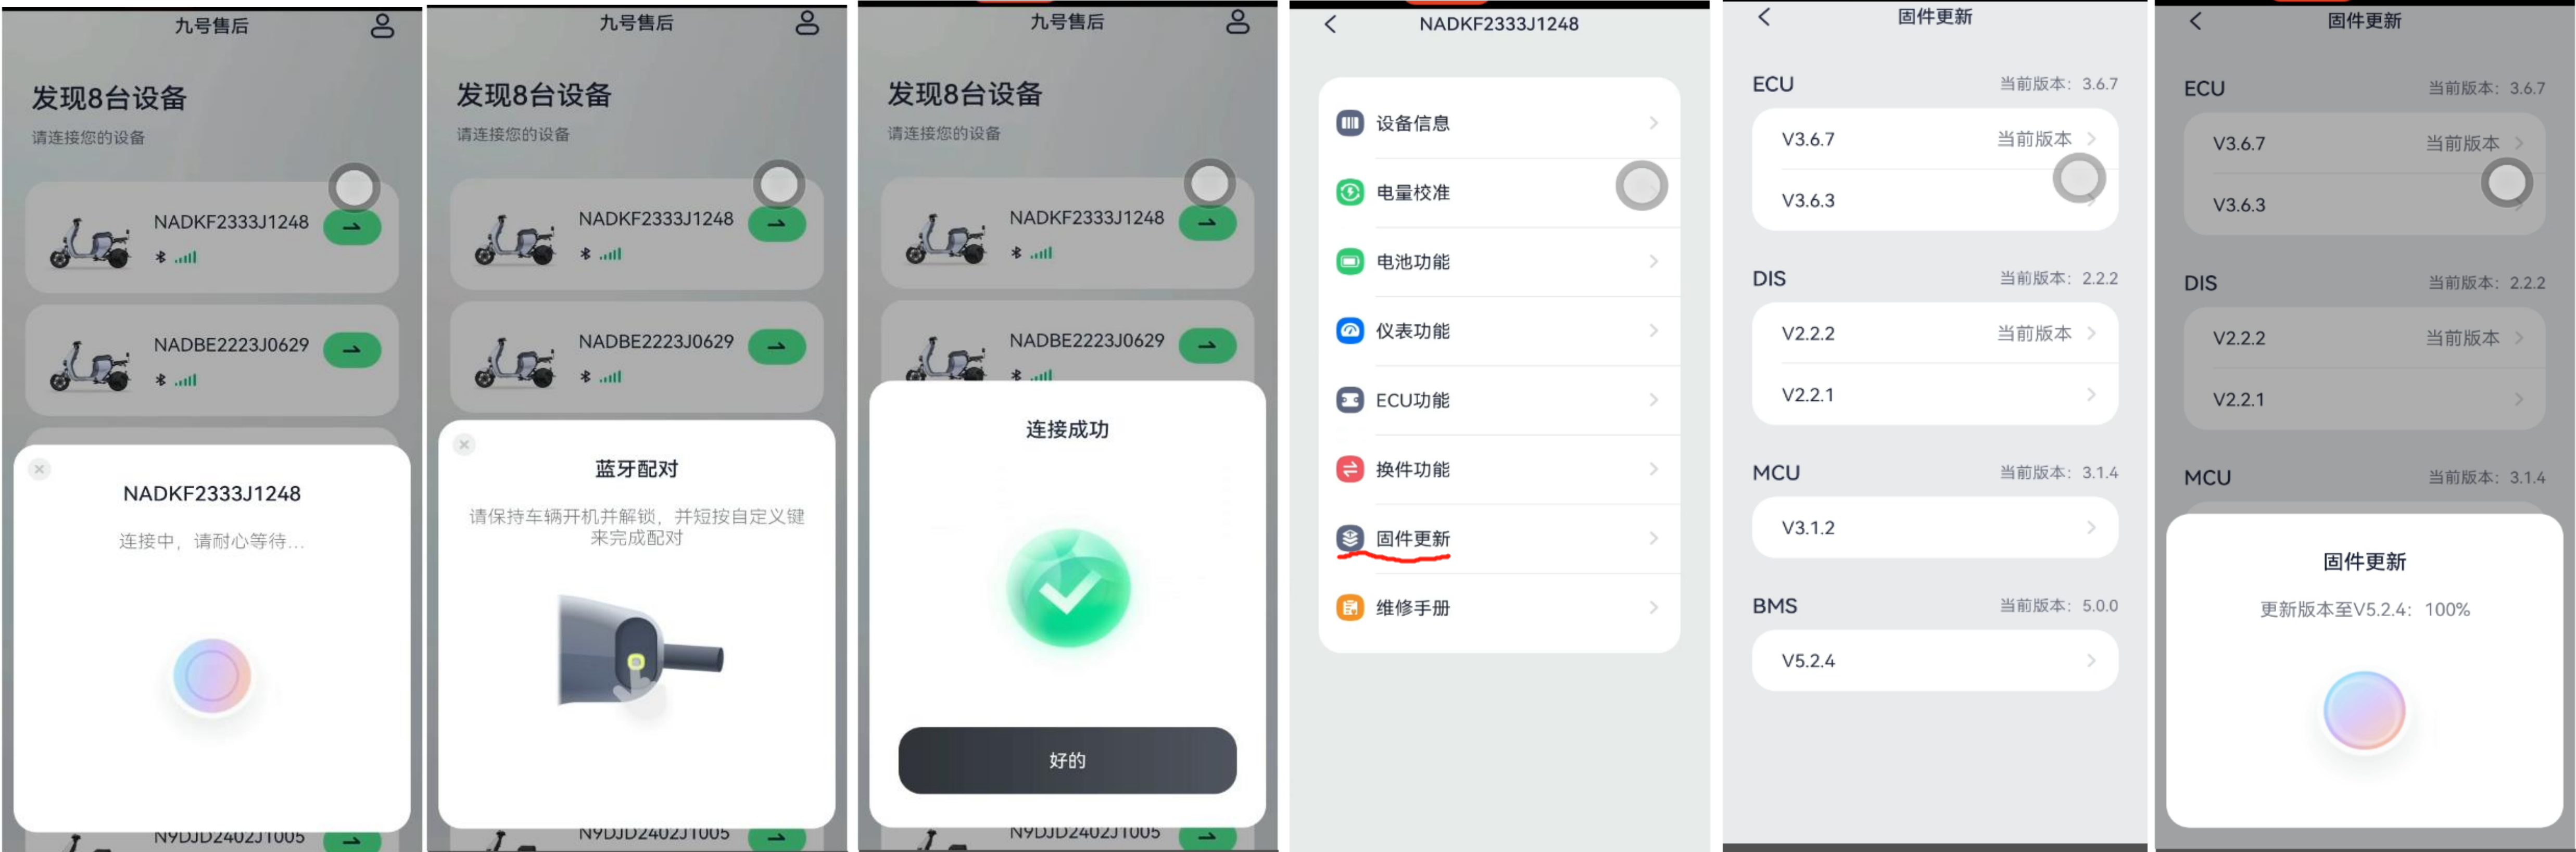 九号售后
发现8台设备
请连接您的设备
NADKF2333J1248
NADBE2223J0629
NADKF2333J1248
连接中，请耐心等待...
N9DJD2402J1005
九号售后
发现8台设备
请连接您的设备
NADKF2333J1248
NADBE2223J0629
蓝牙配对
请保持车辆开机并解锁，并短按自定义键
来完成配对
N9DJD2402J1005
九号售后
发现8台设备
请连接您的设备
NADKF2333J1248
NADBE2223J0629
连接成功
好的
N9DJD2402J1005
NADKF2333J1248
设备信息
电量校准
电池功能
仪表功能
ECU功能
换件功能
固件更新
维修手册
固件更新
ECU 当前版本：3.6.7
V3.6.7 当前版本
V3.6.3
DIS 当前版本：2.2.2
V2.2.2 当前版本
V2.2.1
MCU 当前版本：3.1.4
V3.1.2
BMS 当前版本：5.0.0
V5.2.4
固件更新
ECU 当前版本：3.6.7
V3.6.7 当前版本
V3.6.3
DIS 当前版本：2.2.2
V2.2.2 当前版本
V2.2.1
MCU 当前版本：3.1.4
固件更新
更新版本至V5.2.4：100%